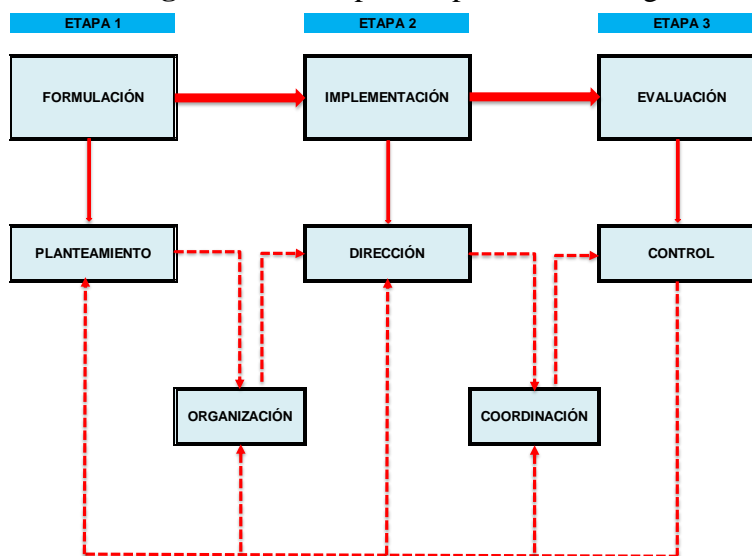 ETAPA 1
ETAPA 2
ETAPA 3
FORMULACIÓN
IMPLEMENTACIÓN
EVALUACIÓN
PLANTEAMIENTO
DIRECCIÓN
CONTROL
ORGANIZACIÓN
COORDINACIÓN